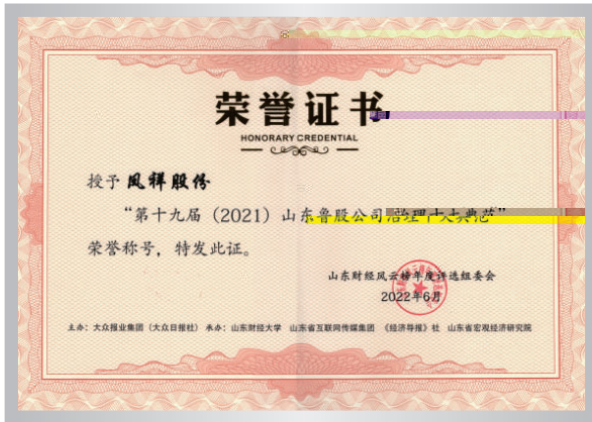 荣誉证书
HONORARY CREDENTIAL
授予 凤祥股份
“第十九届（2021）山东鲁股公司治理十大典范”
荣誉称号，特发此证。
山东财经风云榜年度评选组委会
2022年6月
主办：大众报业集团（大众日报社） 承办：山东财经大学 山东省互联网传媒集团 《经济导报》社 山东省宏观经济研究院